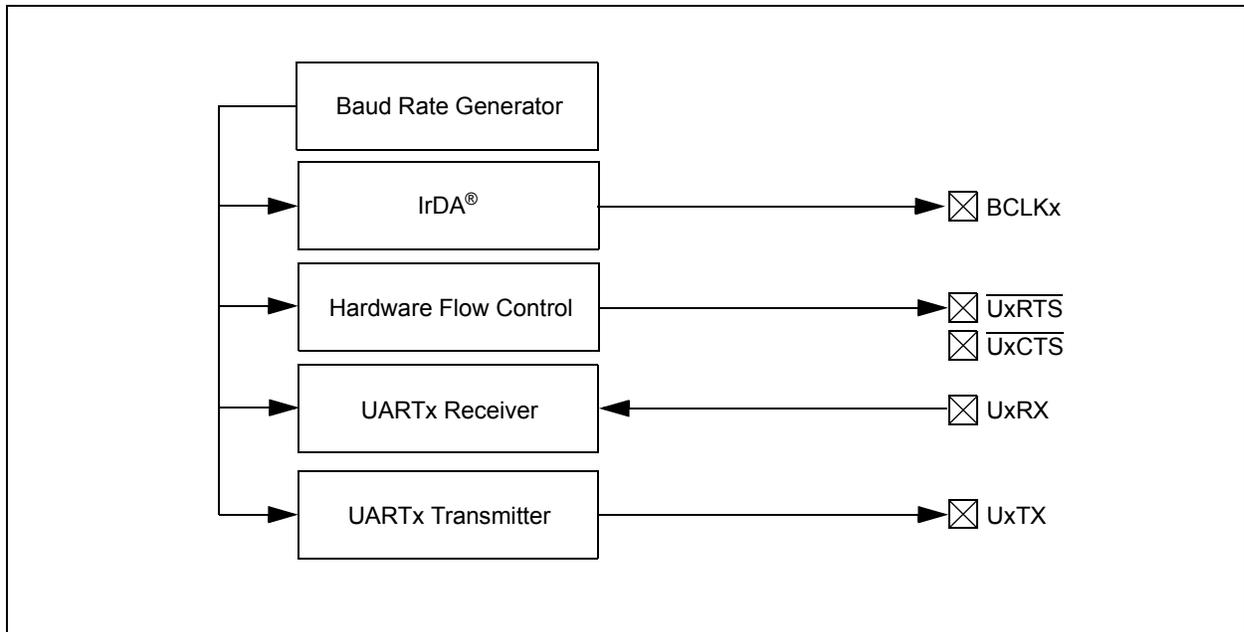 Baud Rate Generator
IrDA®
BCLKx
Hardware Flow Control
UxRTS
UxCTS
UARTx Receiver
UxRX
UARTx Transmitter
UxTX